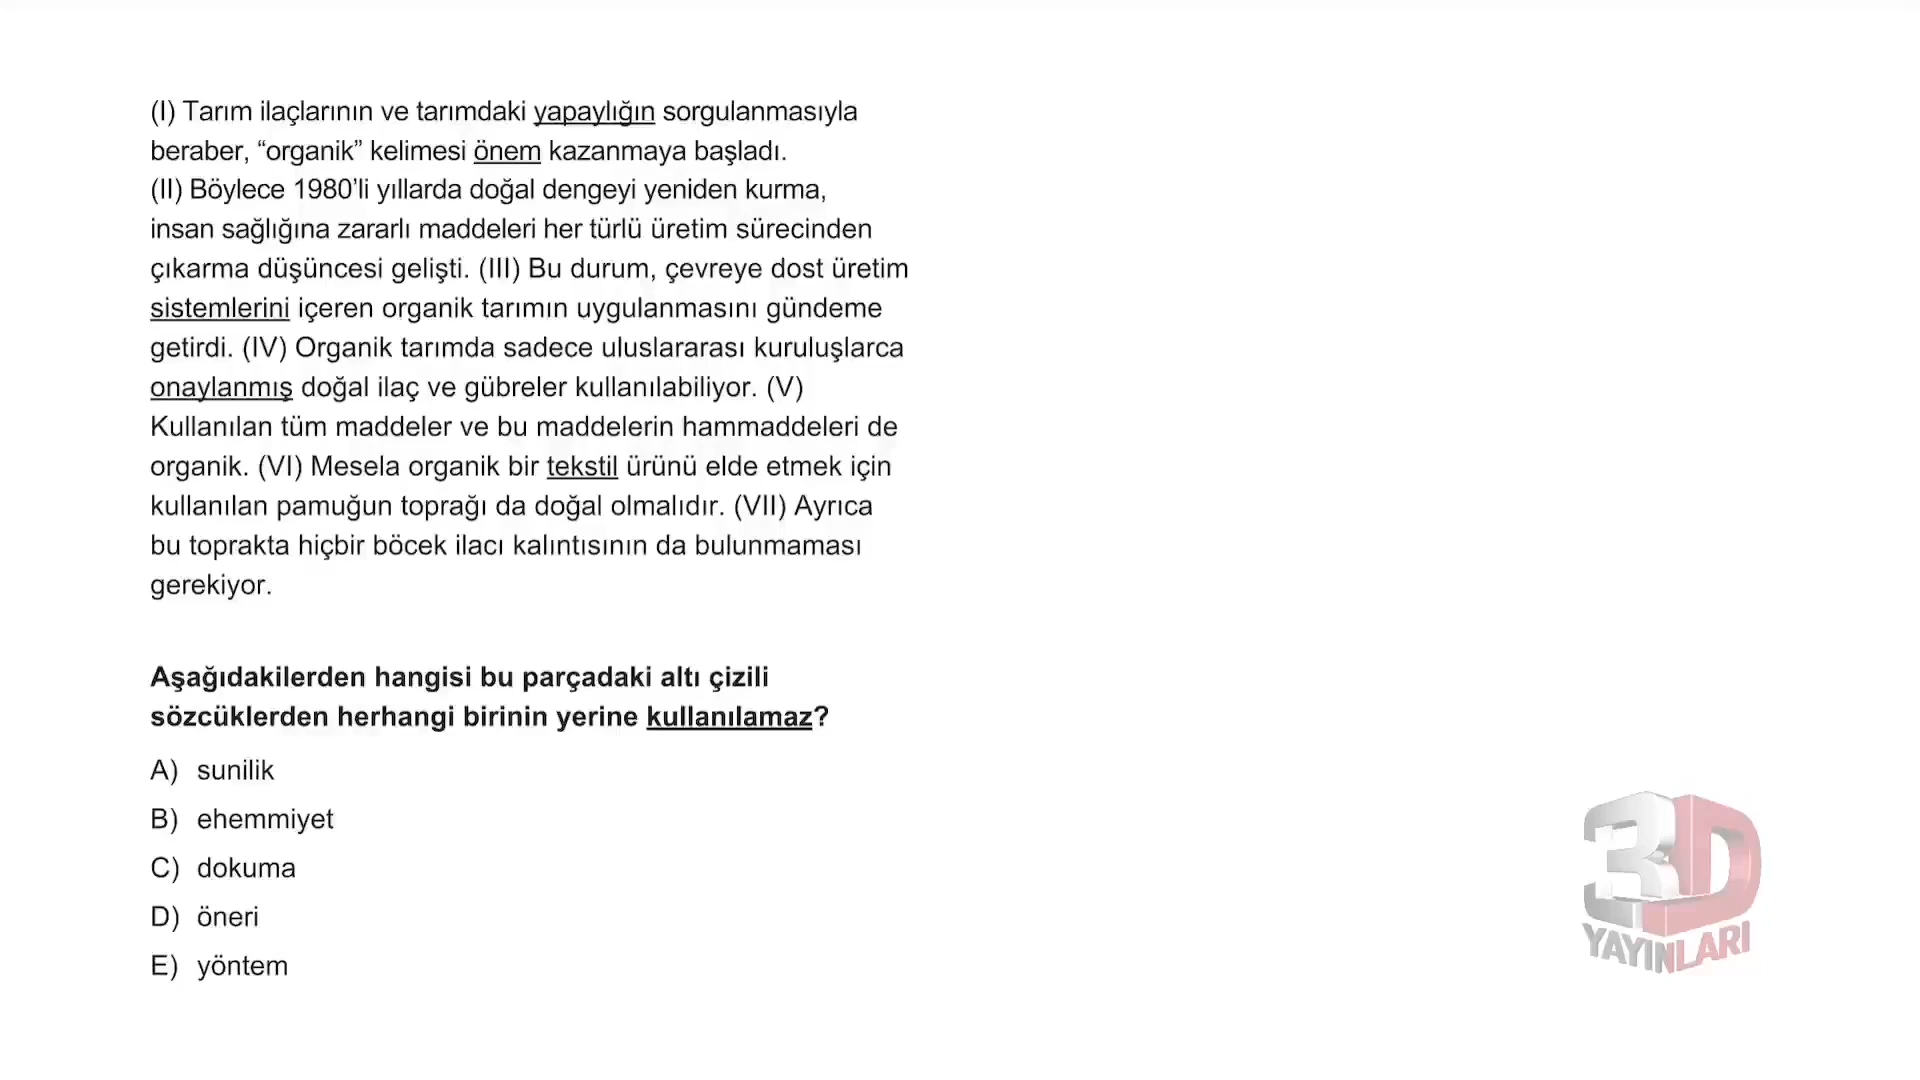 (I) Tarım ilaçlarının ve tarımdaki yapaylığın sorgulanmasıyla
beraber, “organik” kelimesi önem kazanmaya başladı.
(II) Böylece 1980’li yıllarda doğal dengeyi yeniden kurma,
insan sağlığına zararlı maddeleri her türlü üretim sürecinden
çıkarma düşüncesi gelişti. (III) Bu durum, çevreye dost üretim
sistemlerini içeren organik tarımın uygulanmasını gündeme
getirdi. (IV) Organik tarımda sadece uluslararası kuruluşlarca
onaylanmış doğal ilaç ve gübreler kullanılabiliyor. (V)
Kullanılan tüm maddeler ve bu maddelerin hammaddeleri de
organik. (VI) Mesela organik bir tekstil ürünü elde etmek için
kullanılan pamuğun toprağı da doğal olmalıdır. (VII) Ayrıca
bu toprakta hiçbir böcek ilacı kalıntısının da bulunmaması
gerekiyor.
Aşağıdakilerden hangisi bu parçadaki altı çizili
sözcüklerden herhangi birinin yerine kullanılamaz?
A) sunilik
B) ehemmiyet
C) dokuma
D) öneri
E) yöntem
3D
YAYINLARI